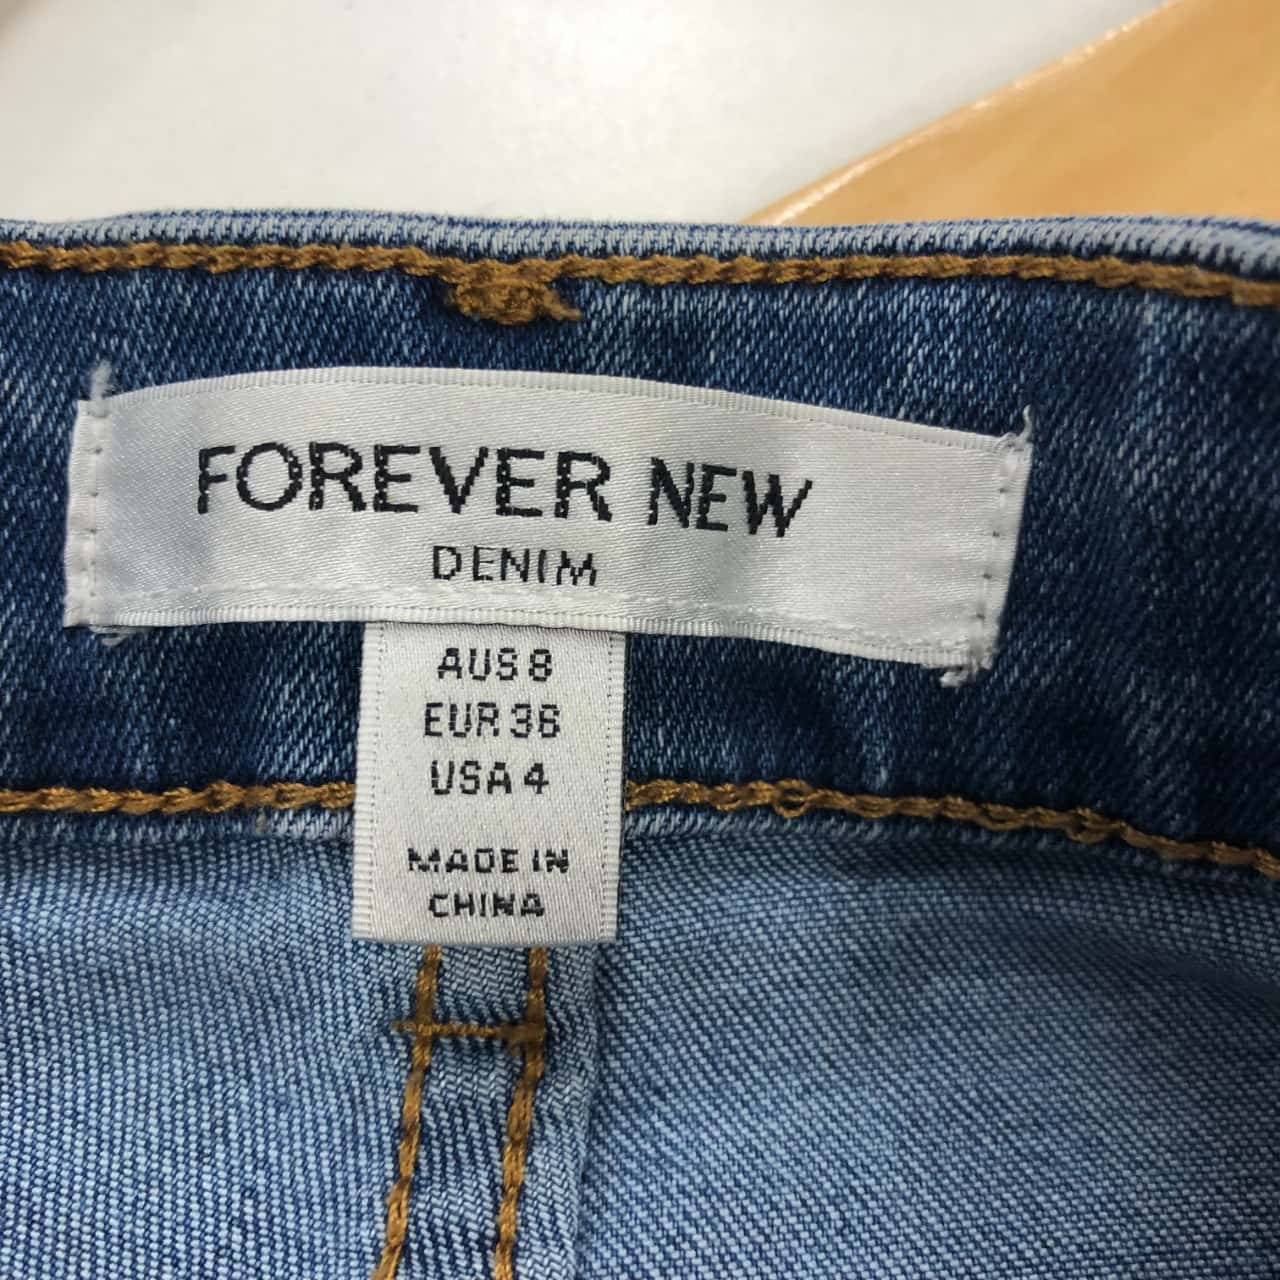 FOREVER NEW
DENIM
AUS 8
EUR 36
USA 4
MADE IN
CHINA